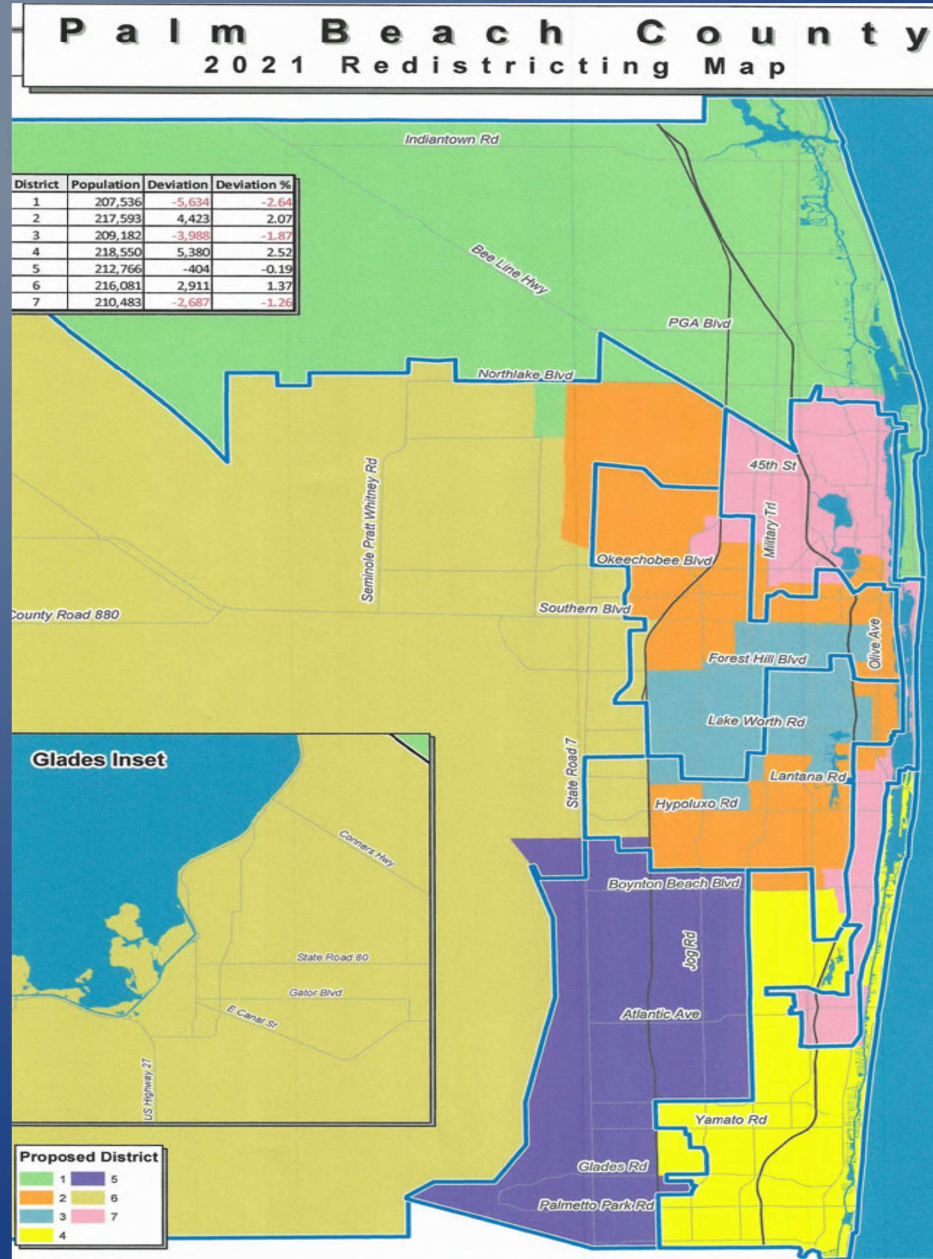 Palm Beach County
2021 Redistricting Map
District Population Deviation Deviation %
1 207,536 -5,634 -2.64
2 217,593 4,423 2.07
3 209,182 -3,988 -1.87
4 218,550 5,380 2.52
5 212,766 -404 -0.19
6 216,081 2,911 1.37
7 210,483 -2,687 -1.26
Indiantown Rd
Bee Line Hwy
PGA Blvd
Northlake Blvd
45th St
Seminole Pratt Whitney Rd
Military Trl
Okeechobee Blvd
Southern Blvd
County Road 880
Olive Ave
Forest Hill Blvd
Lake Worth Rd
State Road 7
Lantana Rd
Hypoluxo Rd
Boynton Beach Blvd
Jog Rd
Atlantic Ave
Yamato Rd
Glades Rd
Palmetto Park Rd
Glades Inset
Conners Hwy
State Road 80
Gator Blvd
E Canal St
US Highway 27
Proposed District
1 5
2 6
3 7
4